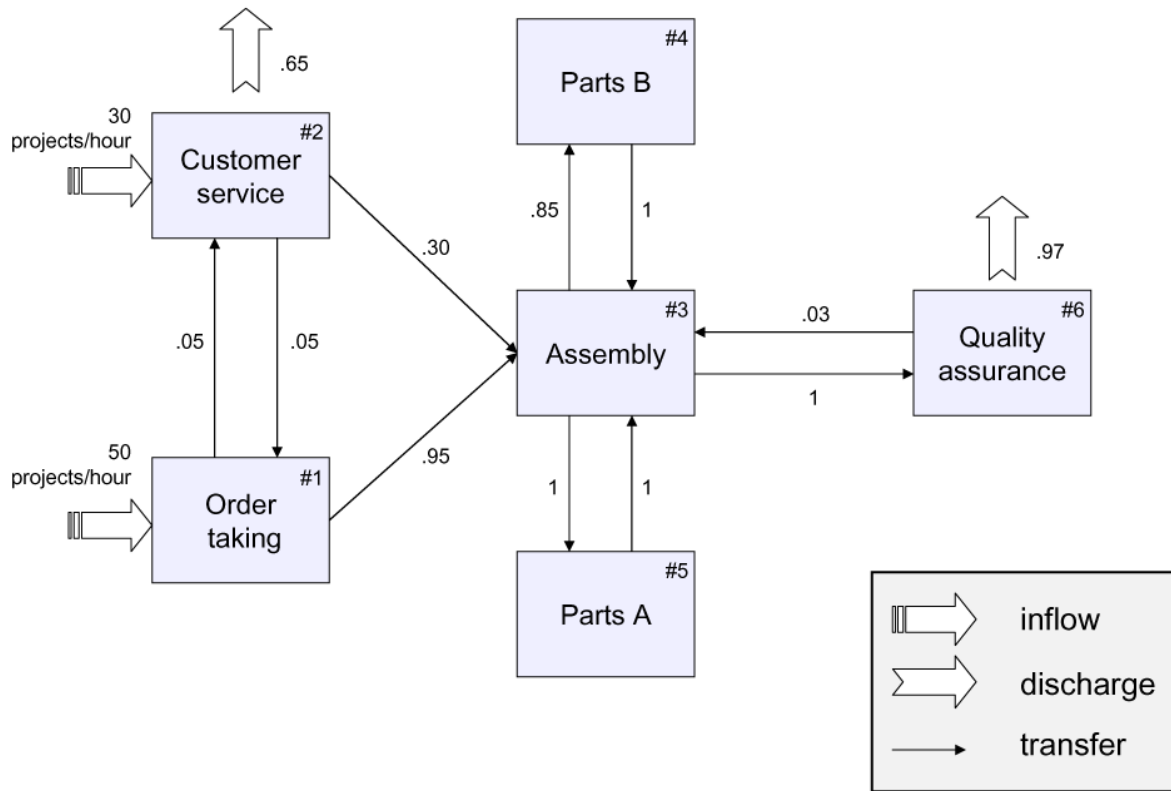 #4
Parts B
.65
30
projects/hour
#2
Customer
service
.85
1
.97
.30
#3
Assembly
.03
#6
Quality
assurance
1
.05
.05
50
projects/hour
#1
Order
taking
.95
1
1
#5
Parts A
inflow
discharge
transfer